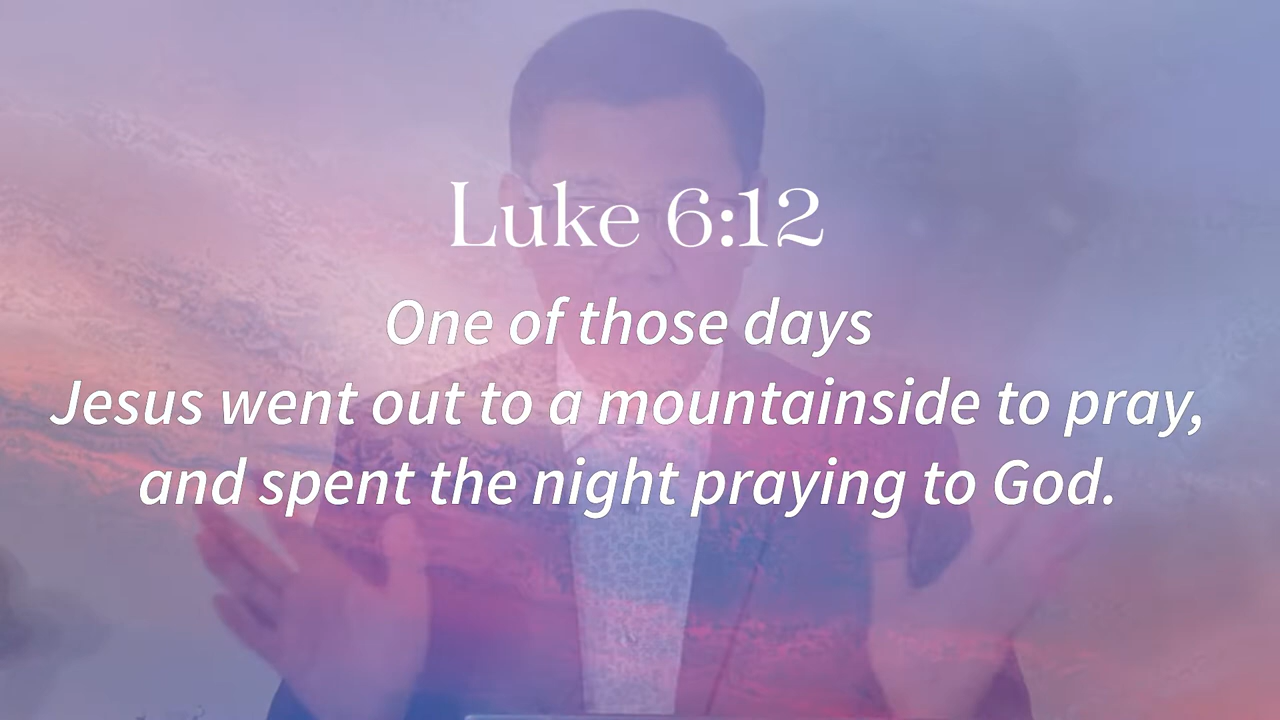 Luke 6:12
One of those days
Jesus went out to a mountainside to pray,
and spent the night praying to God.